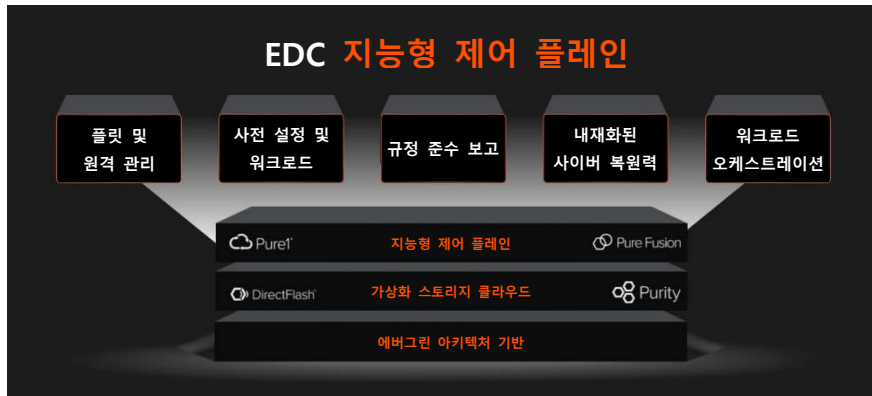 EDC 지능형 제어 플레인
플릿 및
원격 관리
사전 설정 및
워크로드
규정 준수 보고
내재화된
사이버 복원력
워크로드
오케스트레이션
Pure1® 지능형 제어 플레인 Pure Fusion
DirectFlash® 가상화 스토리지 클라우드 Purity
에버그린 아키텍처 기반